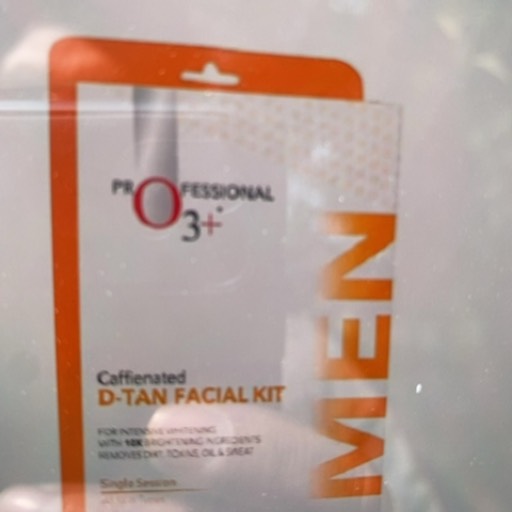 PROFESSIONAL
O3+
MEN
Caffienated
D-TAN FACIAL KIT
FOR INTENSIVE WHITENING
WITH 10X BRIGHTENING INGREDIENTS
REMOVES DIRT, TOXINS, OIL & SWEAT
Single Session